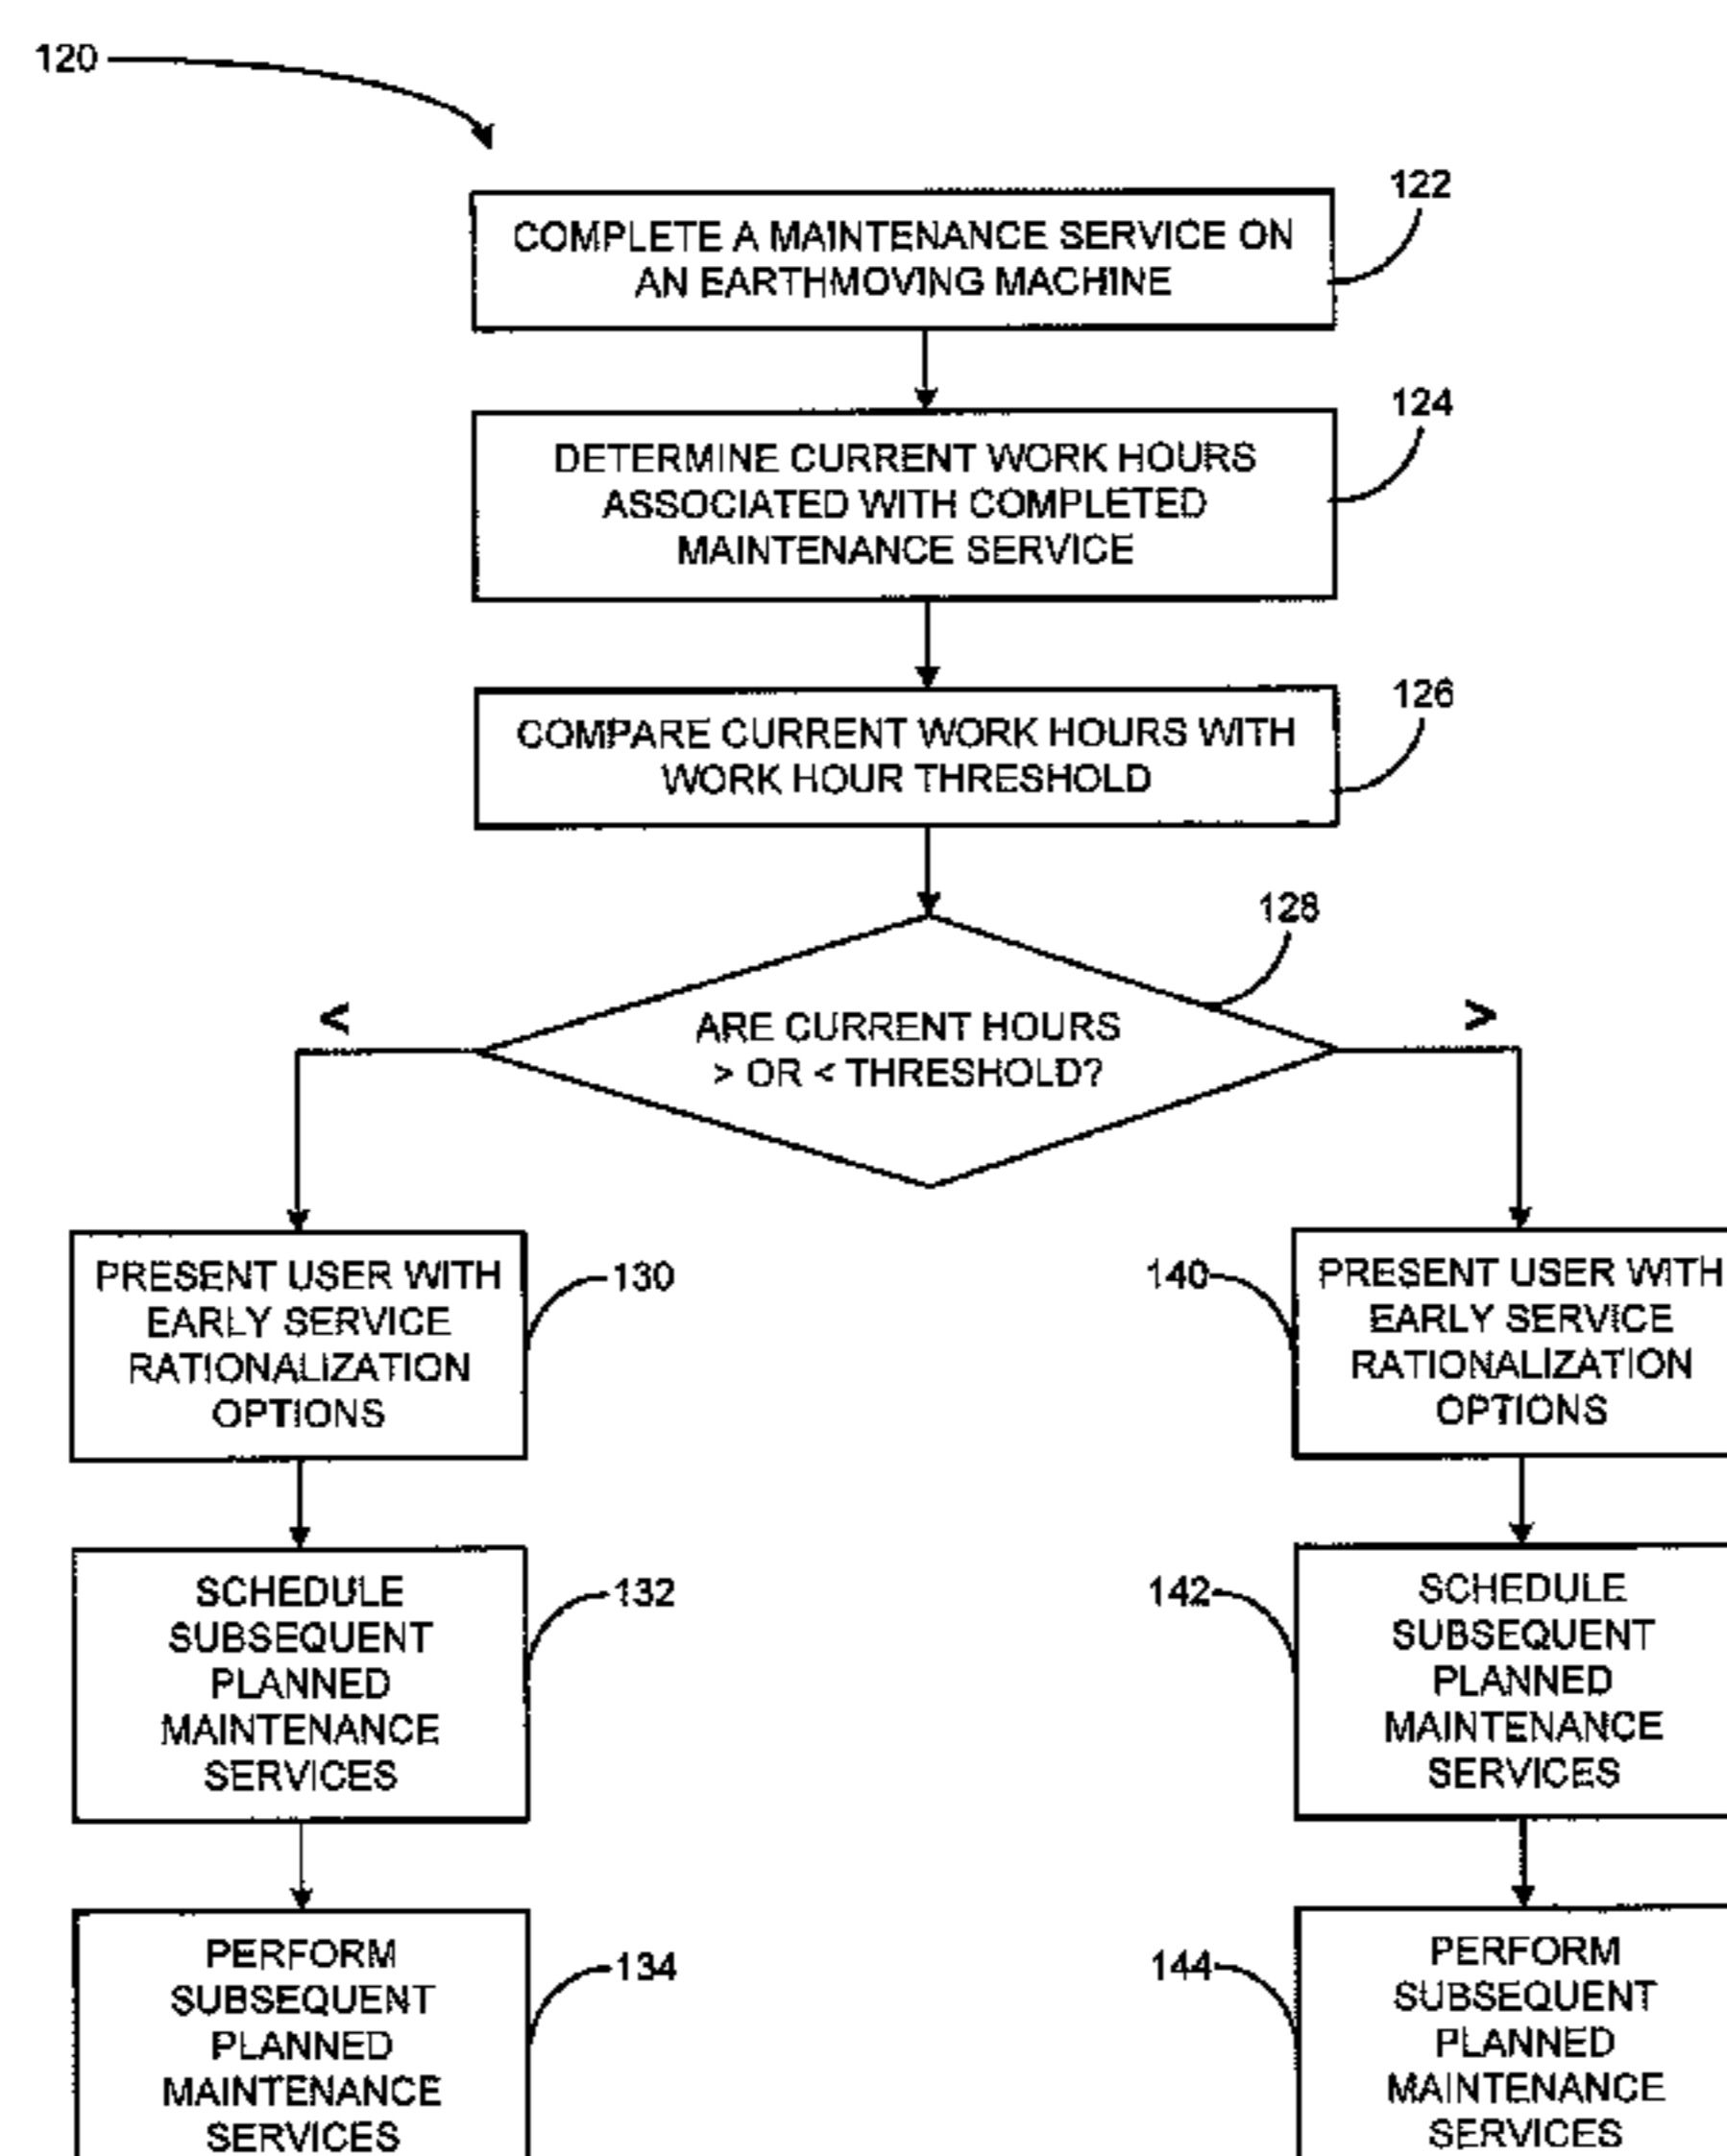 120
122
COMPLETE A MAINTENANCE SERVICE ON
AN EARTHMOVING MACHINE
124
DETERMINE CURRENT WORK HOURS
ASSOCIATED WITH COMPLETED
MAINTENANCE SERVICE
126
COMPARE CURRENT WORK HOURS WITH
WORK HOUR THRESHOLD
128
<
>
ARE CURRENT HOURS
> OR < THRESHOLD?
PRESENT USER WITH
EARLY SERVICE
RATIONALIZATION
OPTIONS
130
140
PRESENT USER WITH
EARLY SERVICE
RATIONALIZATION
OPTIONS
SCHEDULE
SUBSEQUENT
PLANNED
MAINTENANCE
SERVICES
132
142
SCHEDULE
SUBSEQUENT
PLANNED
MAINTENANCE
SERVICES
PERFORM
SUBSEQUENT
PLANNED
MAINTENANCE
SERVICES
134
144
PERFORM
SUBSEQUENT
PLANNED
MAINTENANCE
SERVICES